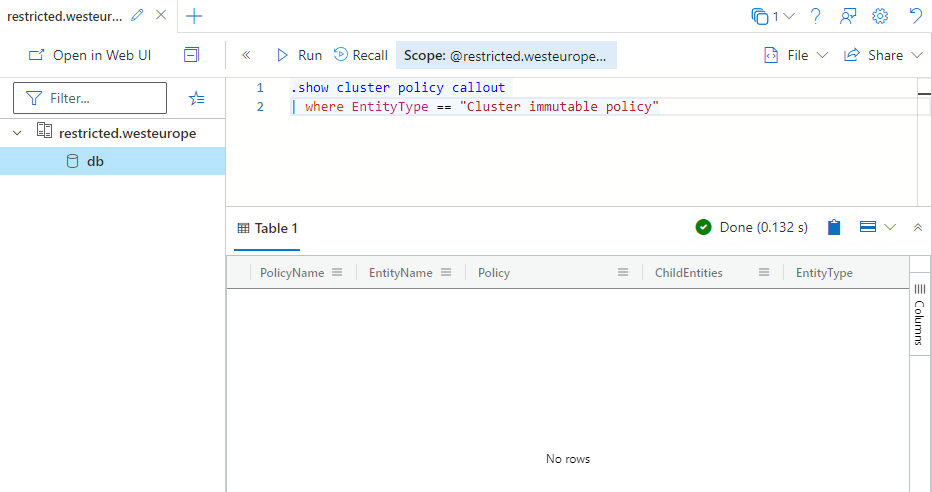 restricted.westeur...
1
?
Open in Web UI
«
Run
Recall
Scope: @restricted.westeurope...
File
Share
Filter...
restricted.westeurope
db
1 .show cluster policy callout
2 | where EntityType == "Cluster immutable policy"
Table 1
Done (0.132 s)
PolicyName EntityName Policy ChildEntities EntityType
Columns
No rows